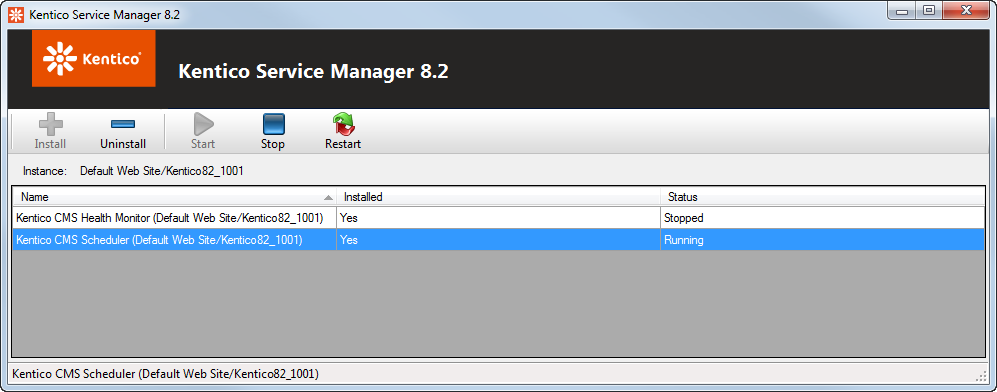 Kentico Service Manager 8.2
Kentico
Kentico Service Manager 8.2
Install Uninstall Start Stop Restart
Instance: Default Web Site/Kentico82_1001
Name Installed Status
Kentico CMS Health Monitor (Default Web Site/Kentico82_1001) Yes Stopped
Kentico CMS Scheduler (Default Web Site/Kentico82_1001) Yes Running
Kentico CMS Scheduler (Default Web Site/Kentico82_1001)